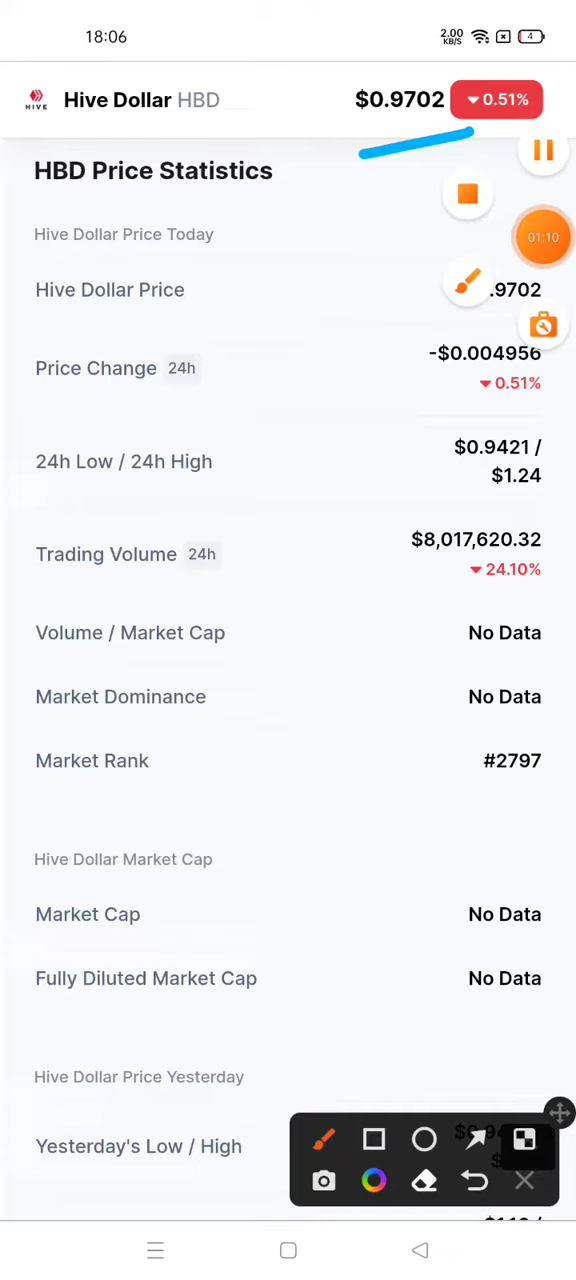 18:06
2.00
KB/S
4
HIVE
Hive Dollar HBD
$0.9702
0.51%
HBD Price Statistics
01:10
Hive Dollar Price Today
Hive Dollar Price
.9702
Price Change 24h
-$0.004956
0.51%
24h Low / 24h High
$0.9421 /
$1.24
Trading Volume 24h
$8,017,620.32
24.10%
Volume / Market Cap
No Data
Market Dominance
No Data
Market Rank
#2797
Hive Dollar Market Cap
Market Cap
No Data
Fully Diluted Market Cap
No Data
Hive Dollar Price Yesterday
Yesterday's Low / High